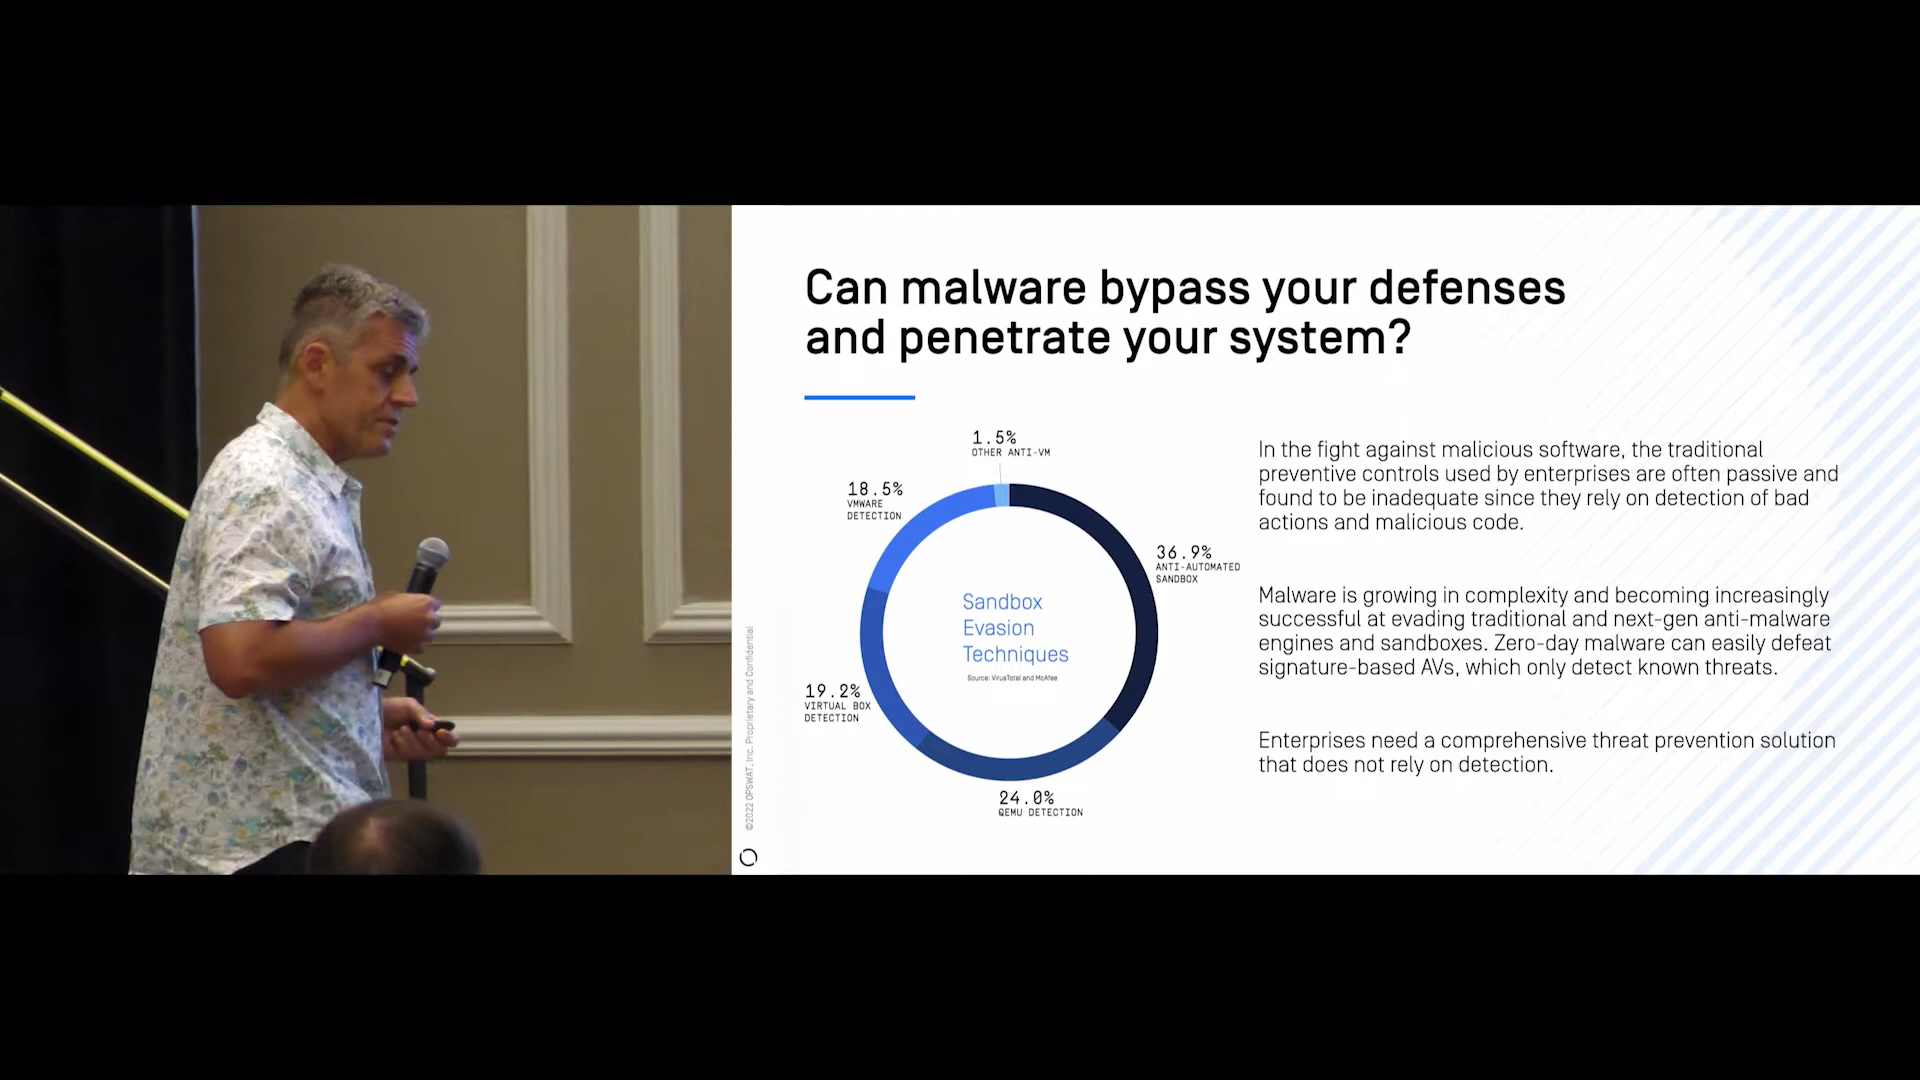 Can malware bypass your defenses
and penetrate your system?
1.5%
OTHER ANTI-VM
18.5%
VMWARE
DETECTION
36.9%
ANTI-AUTOMATED
SANDBOX
Sandbox
Evasion
Techniques
Source: VirusTotal and McAfee
19.2%
VIRTUAL BOX
DETECTION
24.0%
QEMU DETECTION
In the fight against malicious software, the traditional
preventive controls used by enterprises are often passive and
found to be inadequate since they rely on detection of bad
actions and malicious code.
Malware is growing in complexity and becoming increasingly
successful at evading traditional and next-gen anti-malware
engines and sandboxes. Zero-day malware can easily defeat
signature-based AVs, which only detect known threats.
Enterprises need a comprehensive threat prevention solution
that does not rely on detection.
©2022 OPSWAT, Inc. Proprietary and Confidential